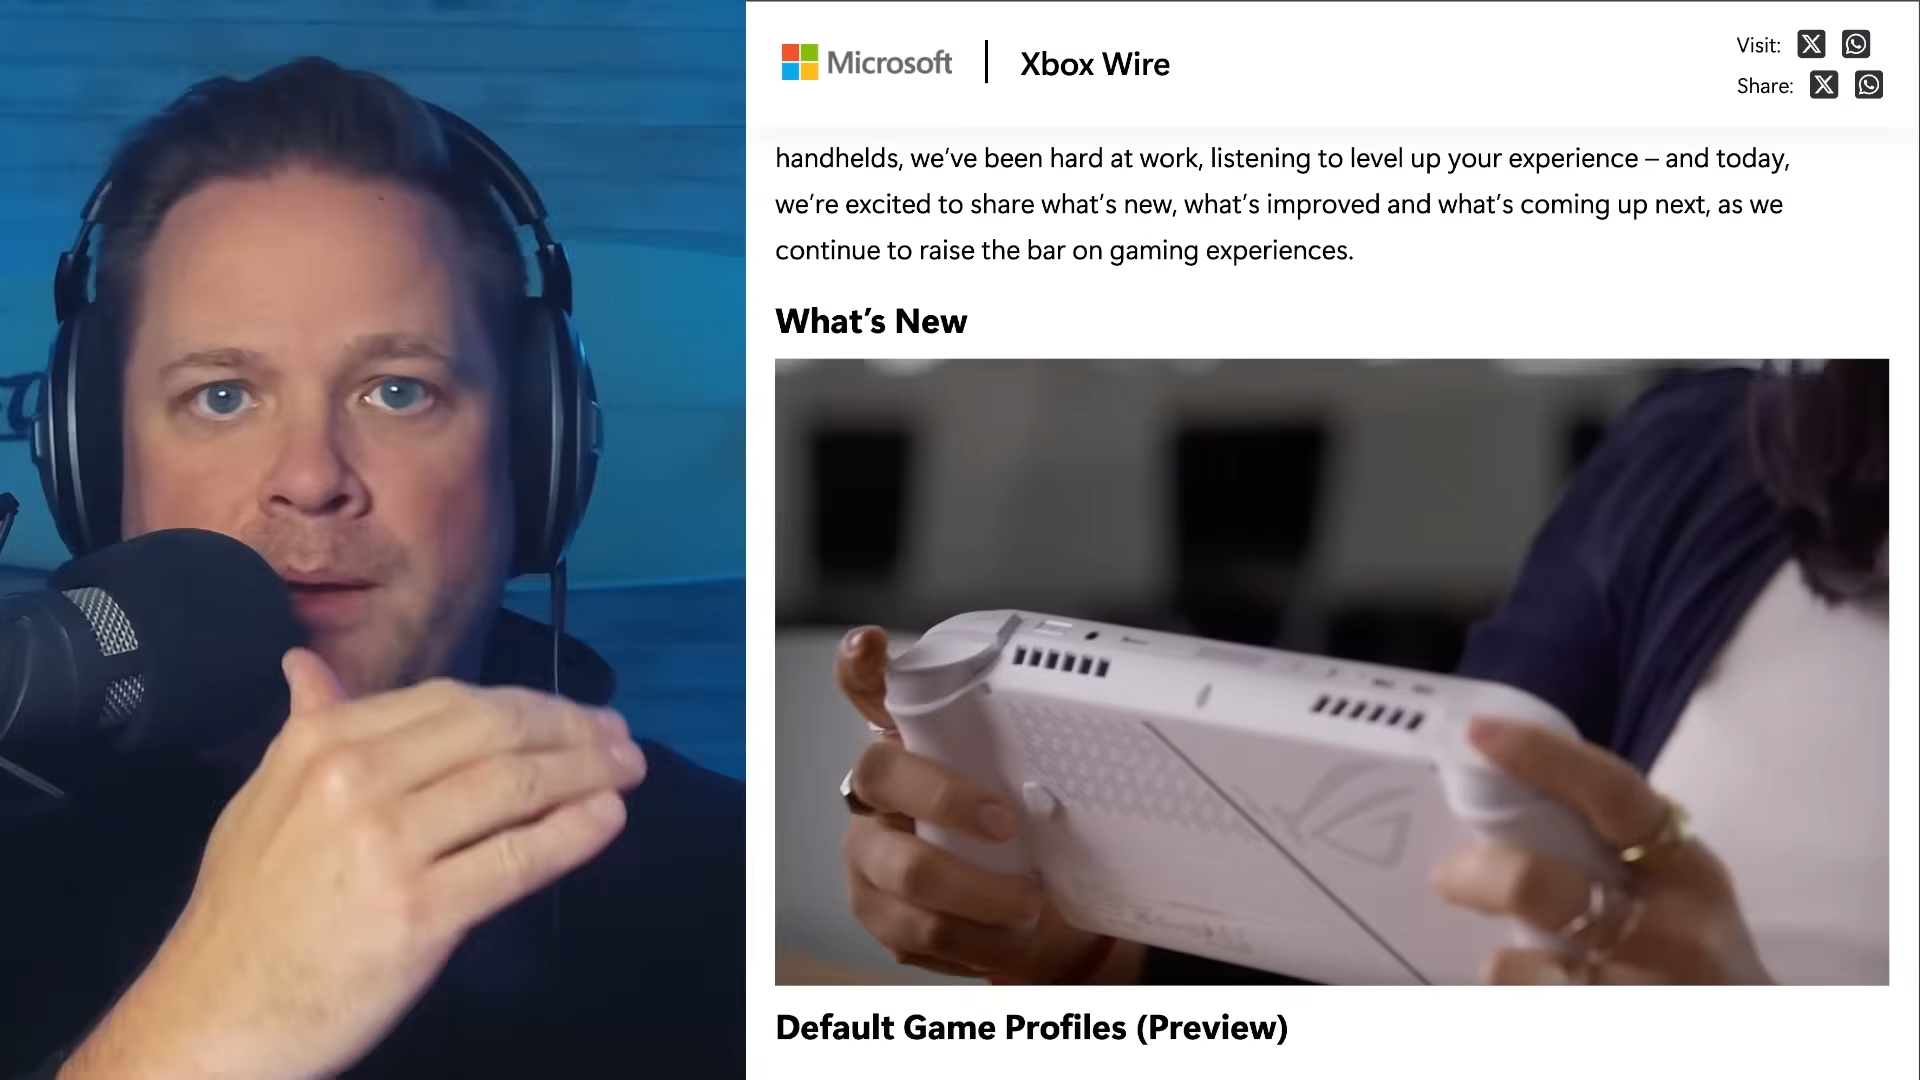 Microsoft | Xbox Wire
Visit:
Share:
handhelds, we’ve been hard at work, listening to level up your experience – and today,
we’re excited to share what’s new, what’s improved and what’s coming up next, as we
continue to raise the bar on gaming experiences.
What’s New
Default Game Profiles (Preview)